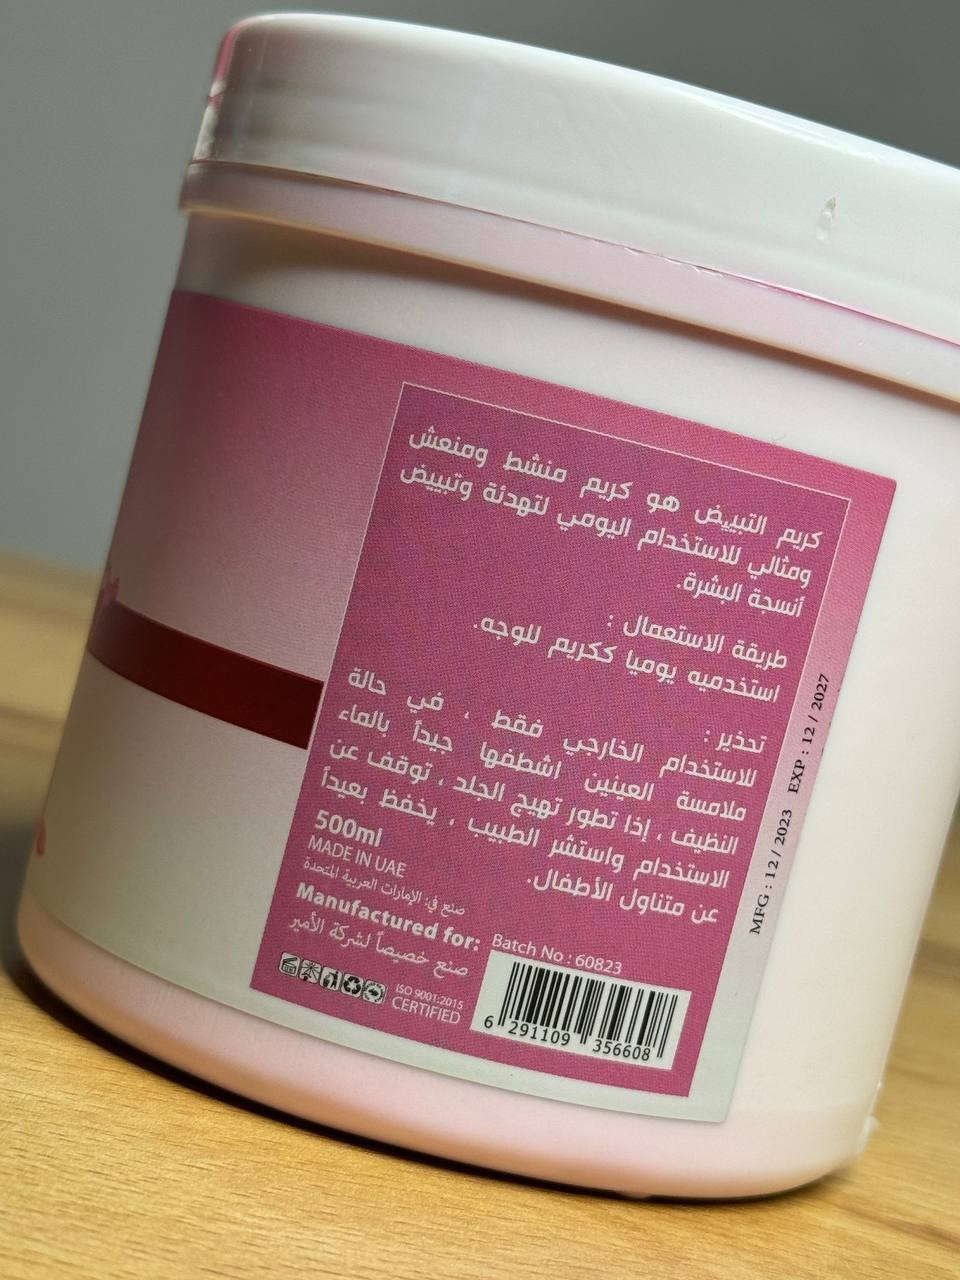 كريم التبييض هو كريم منشط ومنعش
ومثالي للاستخدام اليومي لتهدئة وتبييض
أنسجة البشرة.
طريقة الاستعمال :
استخدميه يوميا ككريم للوجه.
تحذير :
للاستخدام الخارجي فقط ، في حالة
ملامسة العينين اشطفها جيداً بالماء
النظيف ، إذا تطور تهيج الجلد ، توقف عن
الاستخدام واستشر الطبيب ، يخفظ بعيداً
عن متناول الأطفال.
500ml
MADE IN UAE
صنع في: الإمارات العربية المتحدة
Manufactured for:
صنع خصيصاً لشركة الأمير
ISO 9001:2015
CERTIFIED
Batch No : 60823
6 291109 356608
MFG : 12 / 2023 EXP : 12 / 2027